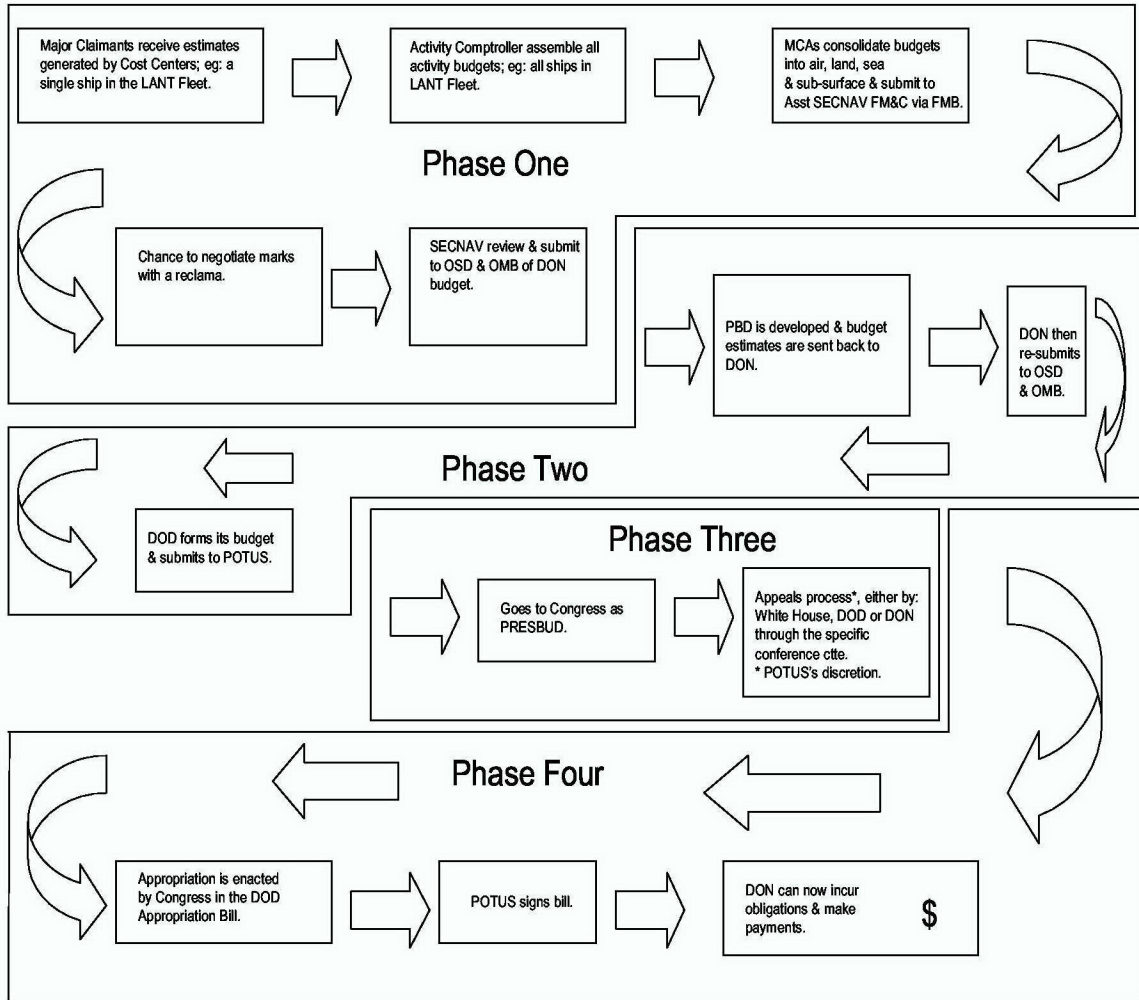 Major Claimants receive estimates
generated by Cost Centers; eg: a
single ship in the LANT Fleet.
Activity Comptroller assemble all
activity budgets; eg: all ships in
LANT Fleet.
MCAs consolidate budgets
into air, land, sea
& sub-surface & submit to
Asst SECNAV FM&C via FMB.
Phase One
Chance to negotiate marks
with a reclama.
SECNAV review & submit
to OSD & OMB of DON
budget.
PBD is developed & budget
estimates are sent back to
DON.
DON then
re-submits
to OSD
& OMB.
Phase Two
DOD forms its budget
& submits to POTUS.
Phase Three
Goes to Congress as
PRESBUD.
Appeals process*, either by:
White House, DOD or DON
through the specific
conference ctte.
* POTUS's discretion.
Phase Four
Appropriation is enacted
by Congress in the DOD
Appropriation Bill.
POTUS signs bill.
DON can now incur
obligations & make
payments.
$